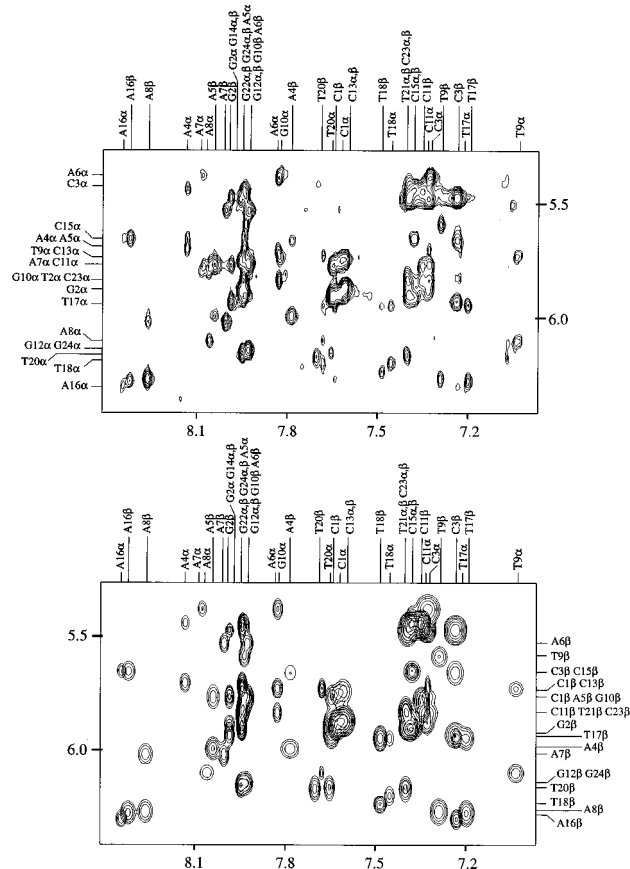 G2α G14α,β
G22α,β G24α,β A5α
G12α,β G10β A6β
A16α
A16β
A8β
A4α
A7α
A8α
A5β
A7β
G2β
A6α
G10α
A4β
T20β
T20α
C1β
C1α
C13α,β
T18β
T18α
T21α,β C23α,β
C15α,β
C11β
C11α
C3α
T9β
C3β
T17α
T17β
T9α
A6α
C3α
C15α
A4α A5α
T9α C13α
A7α C11α
G10α T2α C23α
G2α
T17α
A8α
G12α G24α
T20α
T18α
A16α
5.5
6.0
8.1
7.8
7.5
7.2
G2α G14α,β
G22α,β G24α,β A5α
G12α,β G10β A6β
A16α
A16β
A8β
A4α
A7α
A8α
A5β
A7β
G2β
A6α
G10α
A4β
T20β
T20α
C1β
C1α
C13α,β
T18β
T18α
T21α,β C23α,β
C15α,β
C11β
C11α
C3α
T9β
C3β
T17α
T17β
T9α
5.5
6.0
A6β
T9β
C3β C15β
C1β C13β
C1β A5β G10β
C11β T21β C23β
G2β
T17β
A4β
A7β
G12β G24β
T20β
T18β
A8β
A16β
8.1
7.8
7.5
7.2